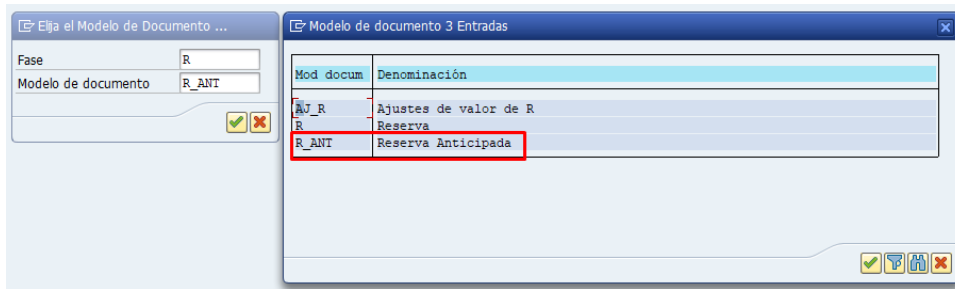 Elija el Modelo de Documento ...
Fase R
Modelo de documento R_ANT
Modelo de documento 3 Entradas
Mod docum Denominación
AJ_R Ajustes de valor de R
R Reserva
R_ANT Reserva Anticipada